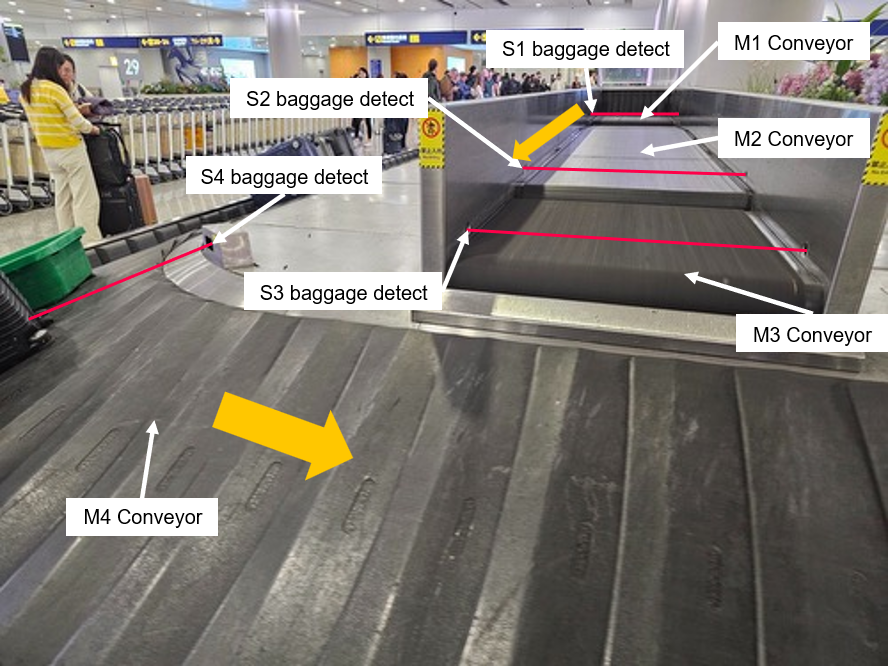 S1 baggage detect
M1 Conveyor
S2 baggage detect
M2 Conveyor
S4 baggage detect
S3 baggage detect
M3 Conveyor
M4 Conveyor
29